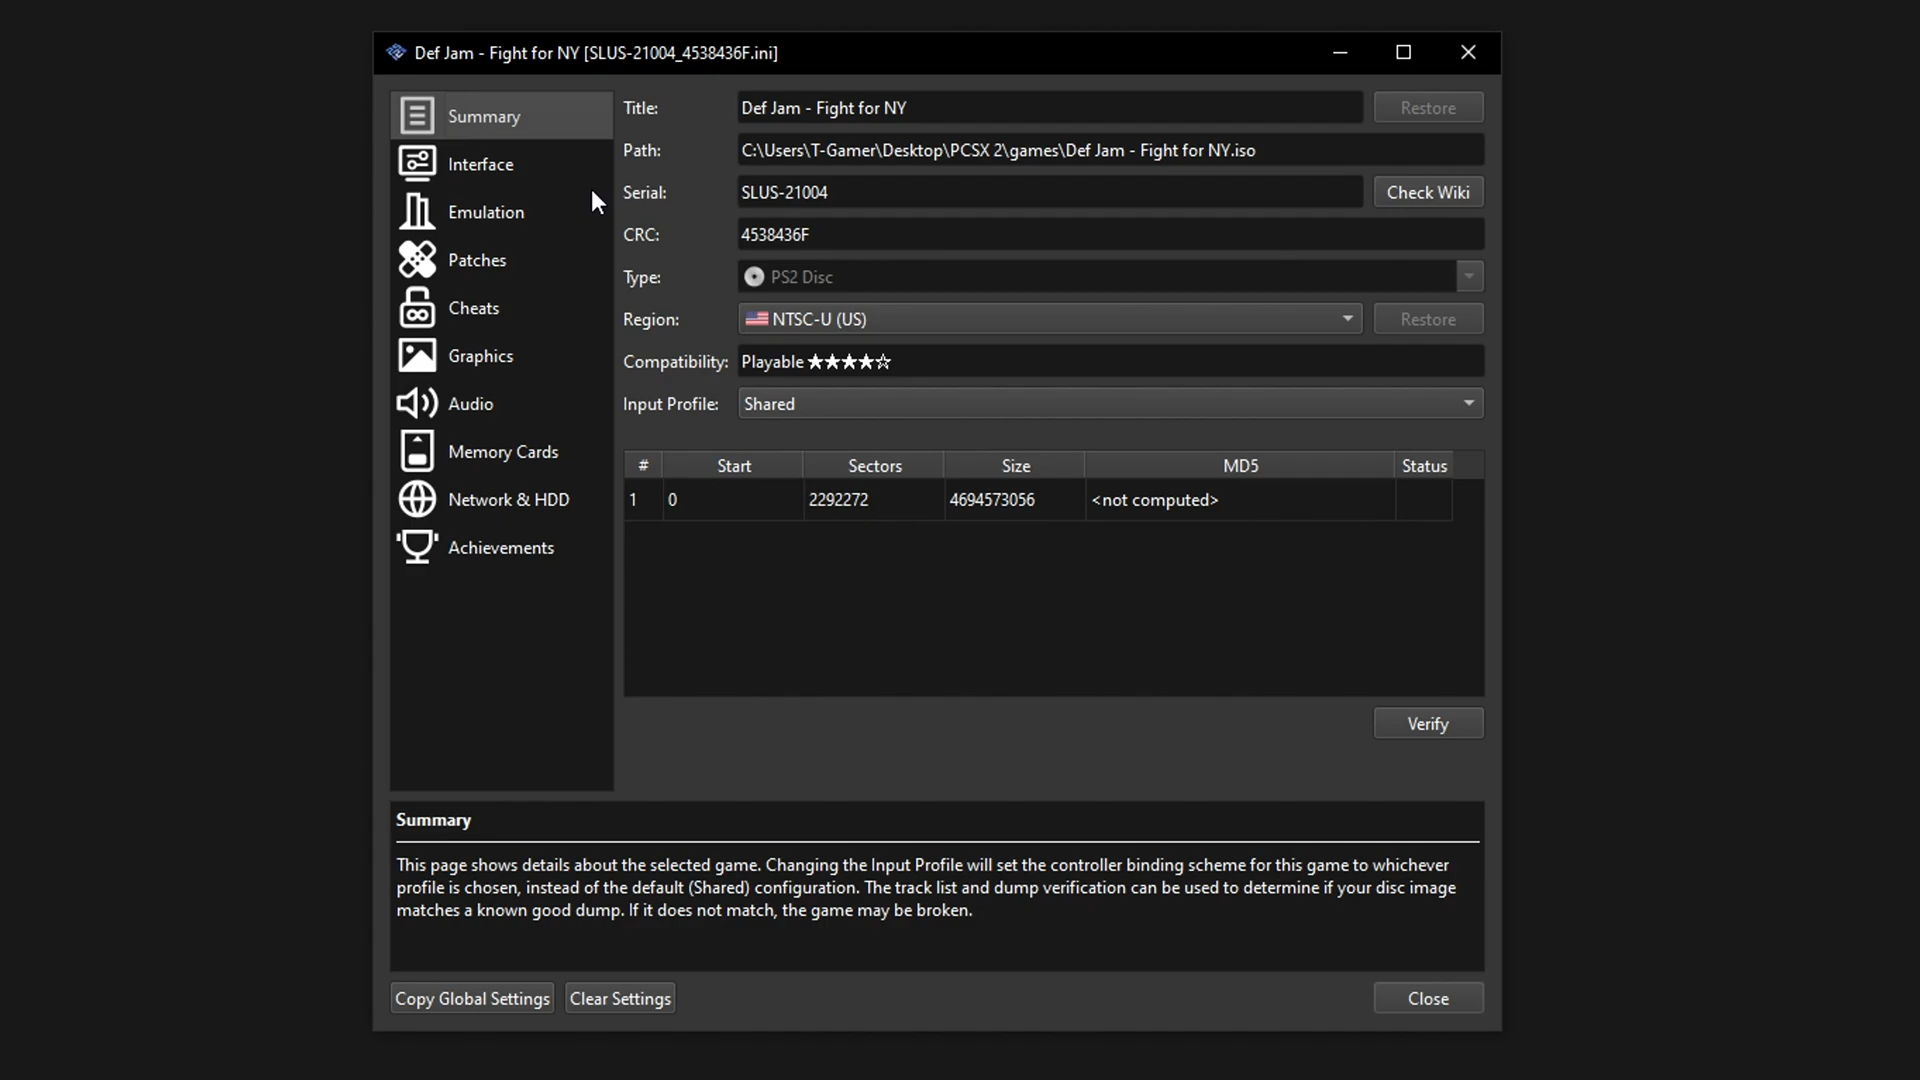 Def Jam - Fight for NY [SLUS-21004_4538436F.ini]
Summary
Interface
Emulation
Patches
Cheats
Graphics
Audio
Memory Cards
Network & HDD
Achievements
Title: Def Jam - Fight for NY Restore
Path: C:\Users\T-Gamer\Desktop\PCSX 2\games\Def Jam - Fight for NY.iso
Serial: SLUS-21004 Check Wiki
CRC: 4538436F
Type: PS2 Disc
Region: NTSC-U (US) Restore
Compatibility: Playable ★★★★☆
Input Profile: Shared
# Start Sectors Size MD5 Status
1 0 2292272 4694573056 <not computed>
Verify
Summary
This page shows details about the selected game. Changing the Input Profile will set the controller binding scheme for this game to whichever
profile is chosen, instead of the default (Shared) configuration. The track list and dump verification can be used to determine if your disc image
matches a known good dump. If it does not match, the game may be broken.
Copy Global Settings Clear Settings Close